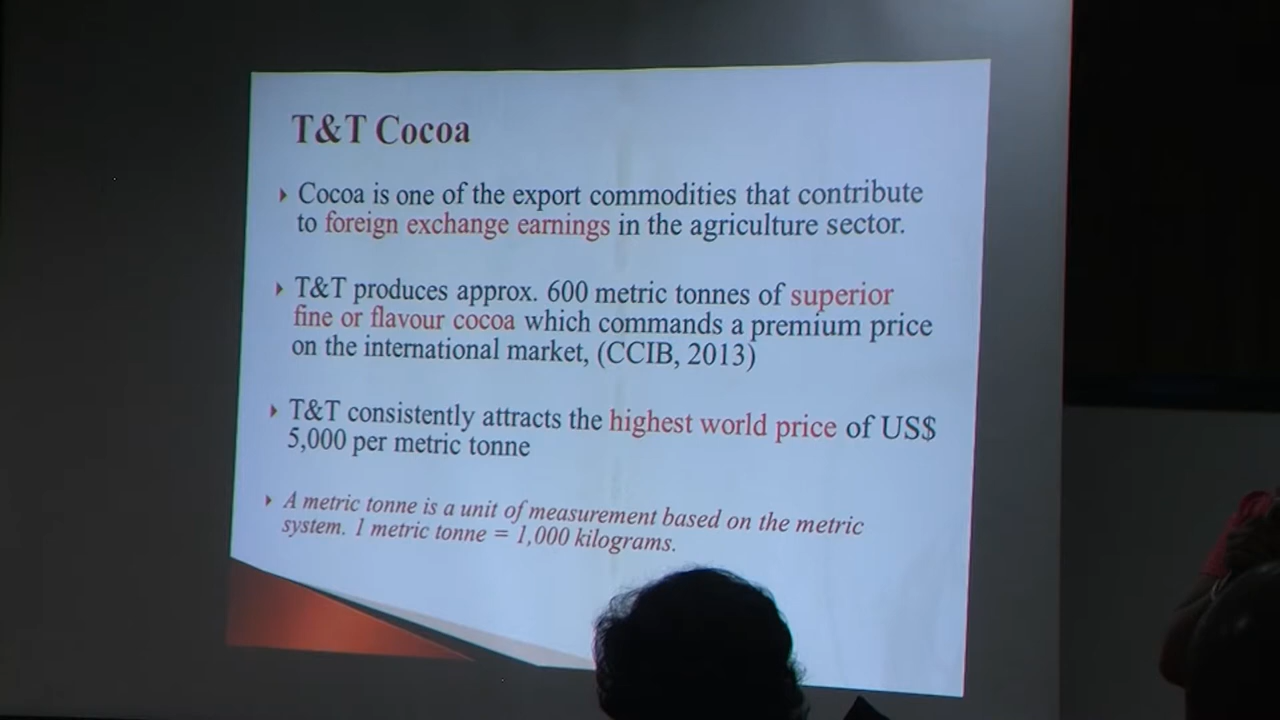 T&T Cocoa
Cocoa is one of the export commodities that contribute
to foreign exchange earnings in the agriculture sector.
T&T produces approx. 600 metric tonnes of superior
fine or flavour cocoa which commands a premium price
on the international market, (CCIB, 2013)
T&T consistently attracts the highest world price of US$
5,000 per metric tonne
A metric tonne is a unit of measurement based on the metric
system. 1 metric tonne = 1,000 kilograms.